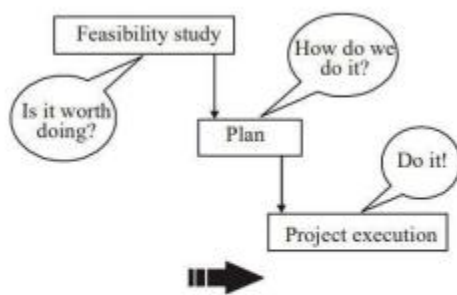 Feasibility study
How do we
do it?
Is it worth
doing?
Plan
Do it!
Project execution